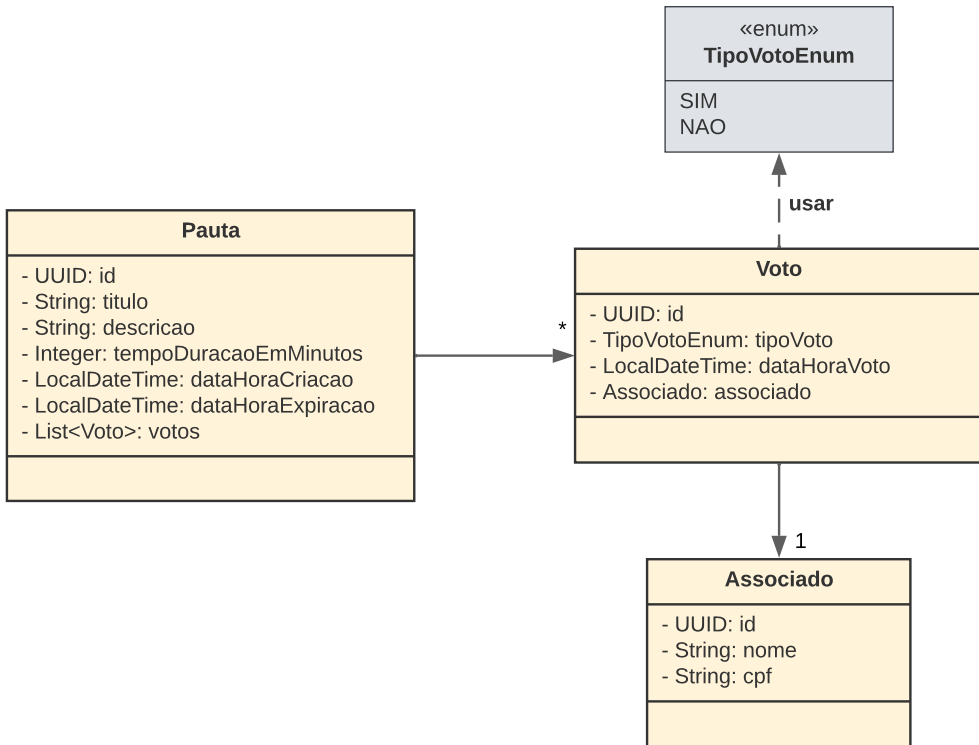 «enum»
TipoVotoEnum
SIM
NAO
usar
Pauta
- UUID: id
- String: titulo
- String: descricao
- Integer: tempoDuracaoEmMinutos
- LocalDateTime: dataHoraCriacao
- LocalDateTime: dataHoraExpiracao
- List<Voto>: votos
*
Voto
- UUID: id
- TipoVotoEnum: tipoVoto
- LocalDateTime: dataHoraVoto
- Associado: associado
1
Associado
- UUID: id
- String: nome
- String: cpf